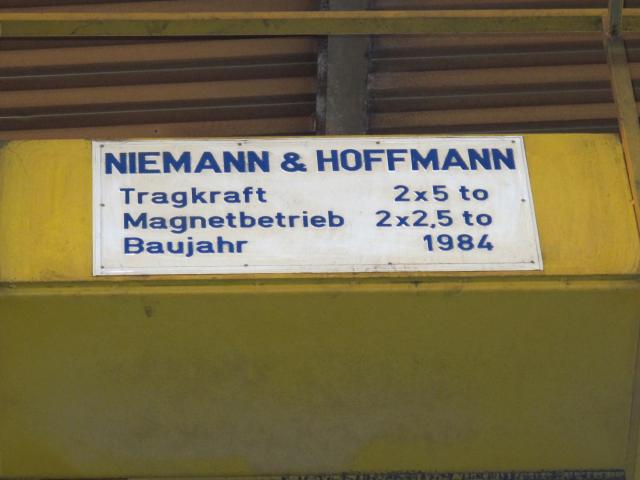 NIEMANN & HOFFMANN
Tragkraft 2x5 to
Magnetbetrieb 2x2,5 to
Baujahr 1984